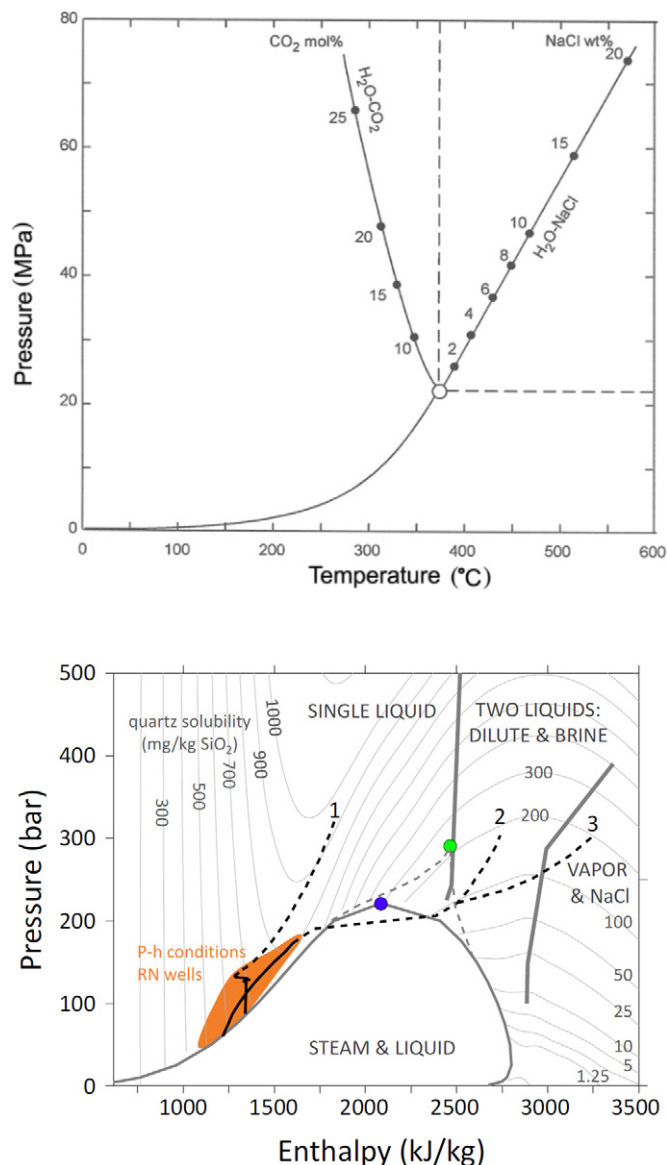 80
60
40
20
0
Pressure (MPa)
CO₂ mol%
NaCl wt%
H₂O-CO₂
25
20
15
10
20
15
10
8
6
4
2
H₂O-NaCl
0
100
200
300
400
500
600
Temperature (°C)
500
400
300
200
100
0
Pressure (bar)
quartz solubility
(mg/kg SiO₂)
300
500
700
900
1000
SINGLE LIQUID
TWO LIQUIDS:
DILUTE & BRINE
300
200
1
2
3
VAPOR
& NaCl
100
50
25
10
5
1.25
P-h conditions
RN wells
STEAM & LIQUID
1000
1500
2000
2500
3000
3500
Enthalpy (kJ/kg)